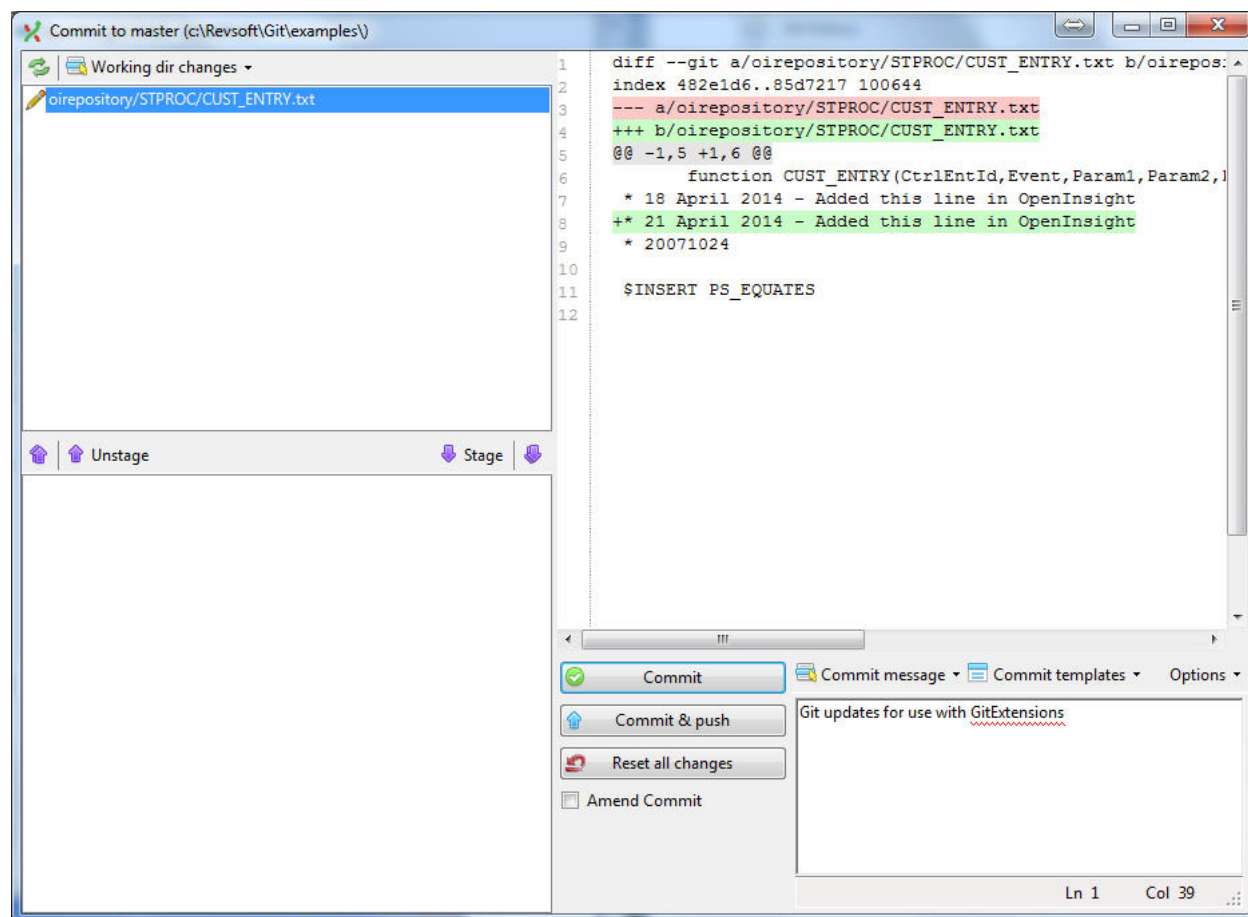 Commit to master (c:\Revsoft\Git\examples\)
Working dir changes
oirepository/STPROC/CUST_ENTRY.txt
Unstage
Stage
1 diff --git a/oirepository/STPROC/CUST_ENTRY.txt b/oireposi
2 index 482e1d6..85d7217 100644
3 --- a/oirepository/STPROC/CUST_ENTRY.txt
4 +++ b/oirepository/STPROC/CUST_ENTRY.txt
5 @@ -1,5 +1,6 @@
6 function CUST_ENTRY(CtrlEntId,Event,Param1,Param2,
7 * 18 April 2014 - Added this line in OpenInsight
8 +* 21 April 2014 - Added this line in OpenInsight
9 * 20071024
10
11 $INSERT PS_EQUATES
12
Commit
Commit & push
Reset all changes
Amend Commit
Commit message
Commit templates
Options
Git updates for use with GitExtensions
Ln 1 Col 39